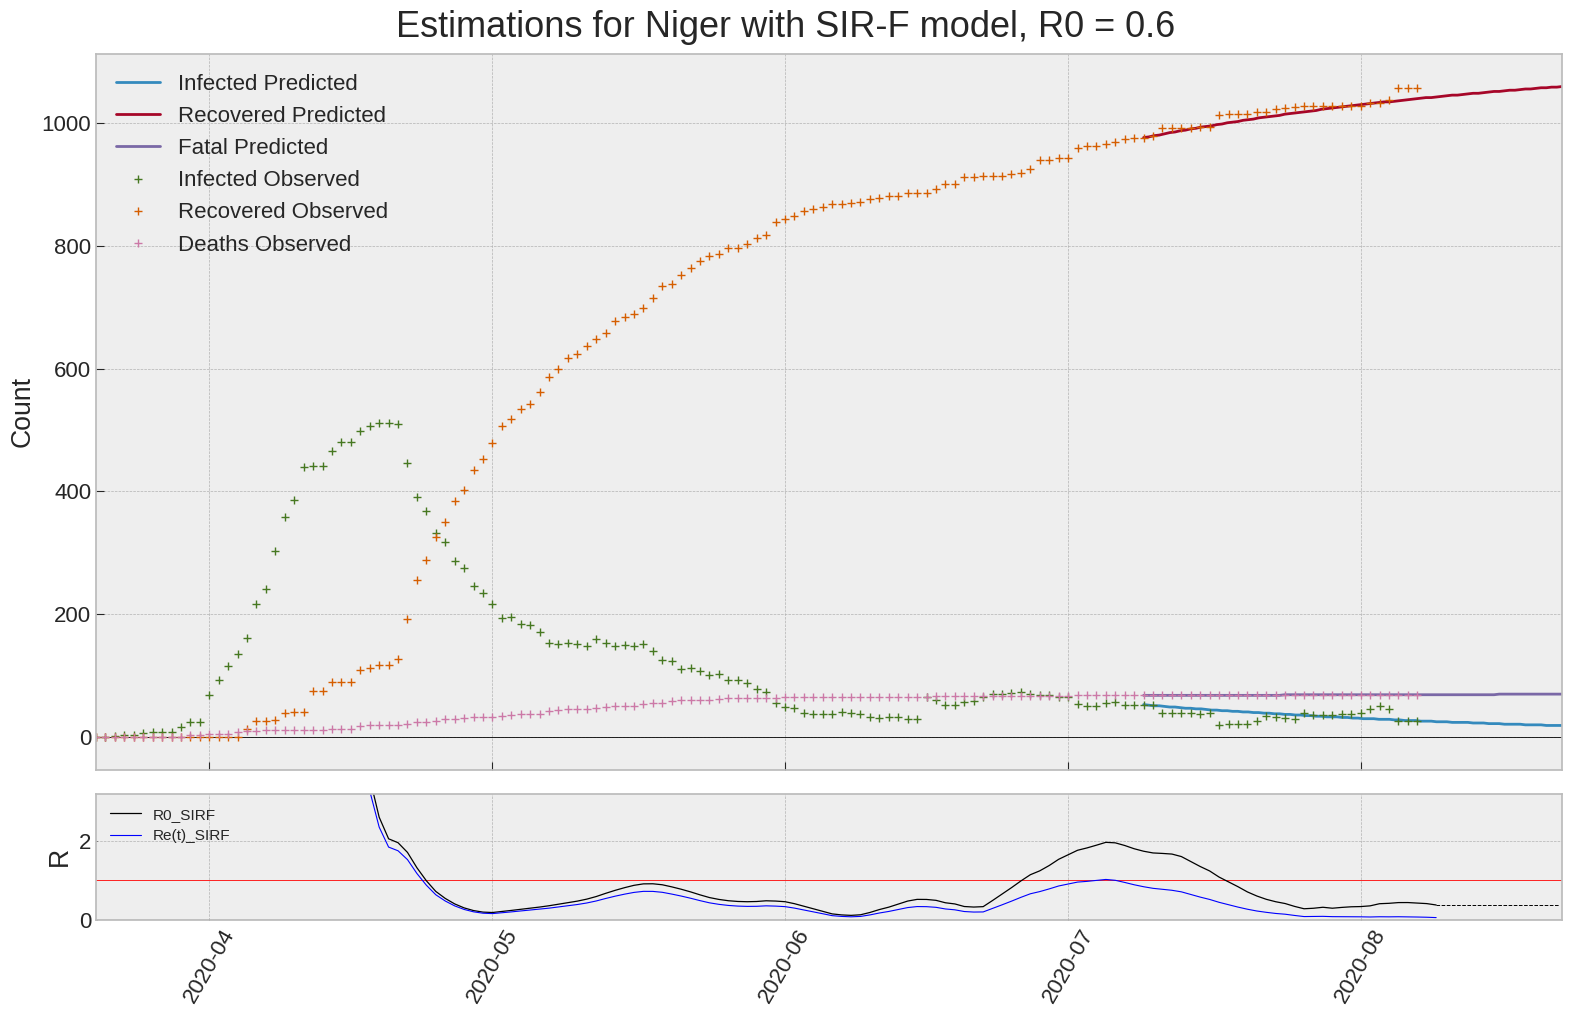 Estimations for Niger with SIR-F model, R0 = 0.6
Infected Predicted
Recovered Predicted
Fatal Predicted
Infected Observed
Recovered Observed
Deaths Observed
1000
800
600
400
200
0
Count
R0_SIRF
Re(t)_SIRF
2
0
R
2020-04
2020-05
2020-06
2020-07
2020-08